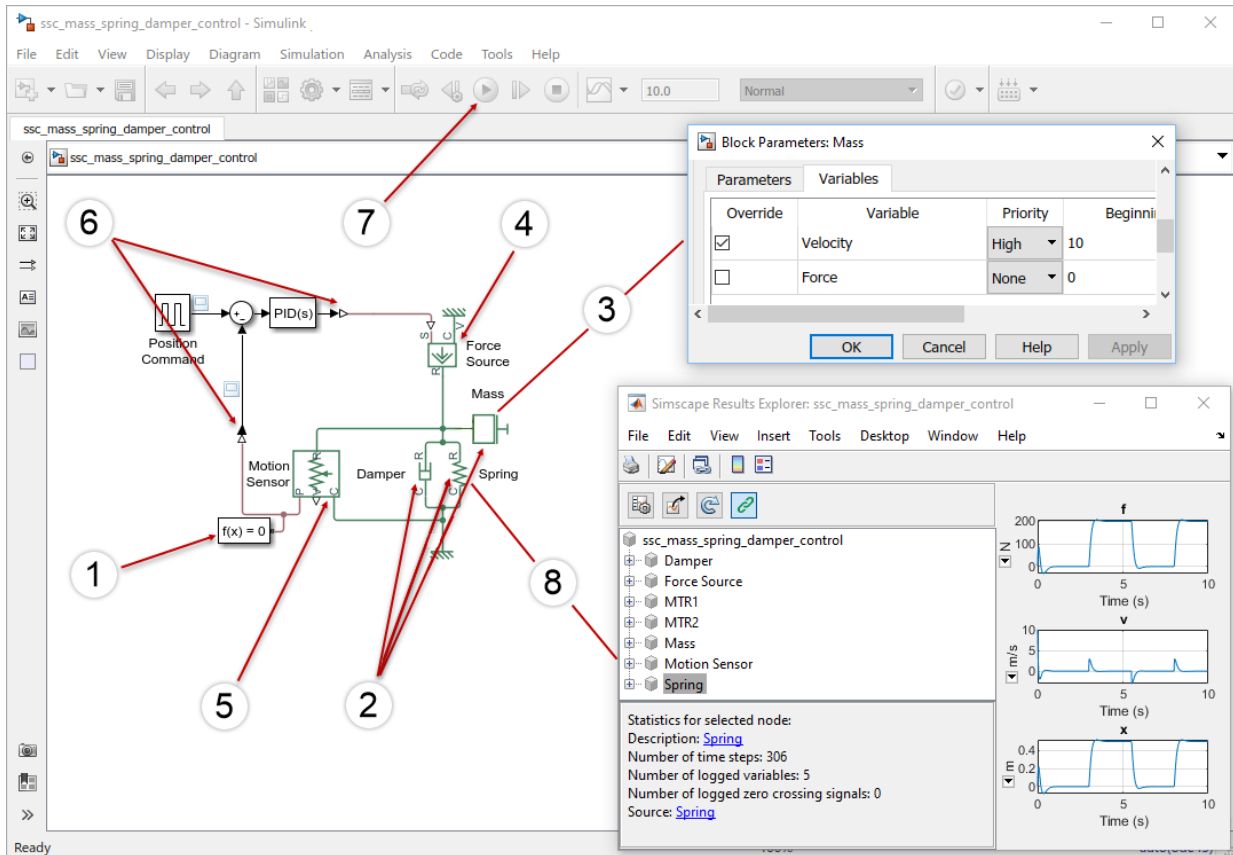 ssc_mass_spring_damper_control - Simulink
File Edit View Display Diagram Simulation Analysis Code Tools Help
10.0 Normal
ssc_mass_spring_damper_control
ssc_mass_spring_damper_control
Block Parameters: Mass
Parameters Variables
Override Variable Priority Beginni
Velocity High 10
Force None 0
OK Cancel Help Apply
6
7
4
3
PID(s)
Position
Command
S C V
Force
Source
R
Mass
Motion
Sensor
R
P V C
Damper
R R
C C
Spring
f(x) = 0
1
5
2
8
Simscape Results Explorer: ssc_mass_spring_damper_control
File Edit View Insert Tools Desktop Window Help
ssc_mass_spring_damper_control
Damper
Force Source
MTR1
MTR2
Mass
Motion Sensor
Spring
Statistics for selected node:
Description: Spring
Number of time steps: 306
Number of logged variables: 5
Number of logged zero crossing signals: 0
Source: Spring
f
200
100
0
N
0 5 10
Time (s)
v
10
5
0
m/s
0 5 10
Time (s)
x
0.4
0.2
0
m
0 5 10
Time (s)
Ready